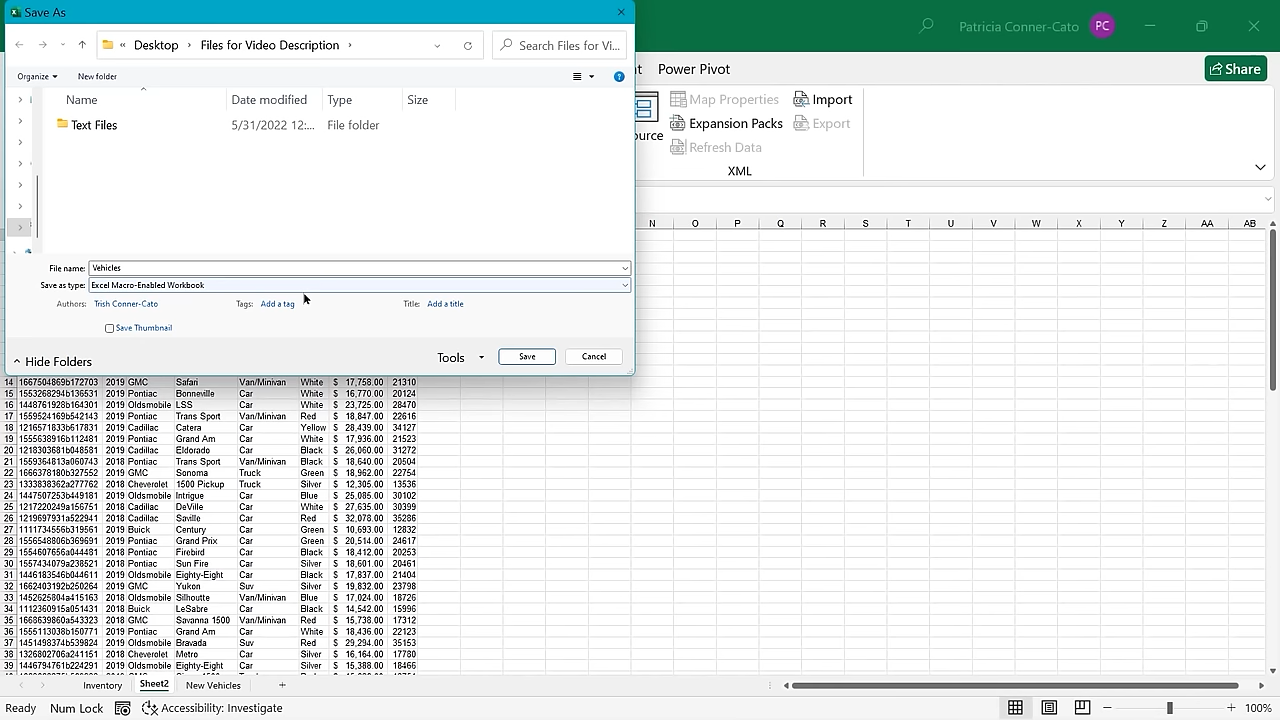 Save As
Patricia Conner-Cato PC
« Desktop › Files for Video Description ›
Search Files for Vi...
Organize
New folder
Power Pivot
Share
Name Date modified Type Size
Text Files 5/31/2022 12:... File folder
Map Properties
Import
Expansion Packs
Export
Refresh Data
XML
File name: Vehicles
Save as type: Excel Macro-Enabled Workbook
Authors: Trish Conner-Cato Tags: Add a tag Title: Add a title
Save Thumbnail
Hide Folders
Tools
Save
Cancel
N O P Q R S T U V W X Y Z AA AB
14 1667504869b172703 2019 GMC Safari Van/Minivan White $ 17,758.00 21310
15 1553268294b136531 2019 Pontiac Bonneville Car White $ 16,770.00 20124
16 1448761928b164301 2019 Oldsmobile LSS Car White $ 23,725.00 28470
17 1559524169b542143 2019 Pontiac Trans Sport Van/Minivan Red $ 18,847.00 22616
18 1216571833b617831 2019 Cadillac Catera Car Yellow $ 28,439.00 34127
19 1555638916b112481 2019 Pontiac Grand Am Car White $ 17,936.00 21523
20 1218303681b048581 2019 Cadillac Eldorado Car Black $ 26,060.00 31272
21 1559364813a060743 2018 Pontiac Trans Sport Van/Minivan Black $ 18,640.00 20504
22 1666378180b327552 2019 GMC Sonoma Truck Green $ 18,962.00 22754
23 1333838362a277762 2018 Cheverolet 1500 Pickup Truck Silver $ 12,305.00 13536
24 1447507253b449181 2019 Oldsmobile Intrigue Car Blue $ 25,085.00 30102
25 1217220249a156751 2018 Cadillac DeVille Car White $ 27,635.00 30399
26 1219697931a522941 2018 Cadillac Saville Car Red $ 32,078.00 35286
27 1111734556b319561 2019 Buick Century Car Green $ 10,693.00 12832
28 1556548806b369691 2019 Pontiac Grand Prix Car Green $ 20,514.00 24617
29 1554607656a044481 2018 Pontiac Firebird Car Black $ 18,412.00 20253
30 1557434079a238521 2018 Pontiac Sun Fire Car Silver $ 18,601.00 20461
31 1446183546b044611 2019 Oldsmobile Eighty-Eight Car Black $ 17,837.00 21404
32 1662403192b250264 2019 GMC Yukon Suv Silver $ 19,832.00 23798
33 1452625804a415163 2018 Oldsmobile Silhoutte Van/Minivan Blue $ 17,024.00 18726
34 1112360915a051431 2018 Buick LeSabre Car Black $ 14,542.00 15996
35 1668639860a543323 2018 GMC Savanna 1500 Van/Minivan Red $ 15,738.00 17312
36 1555113038b150771 2019 Pontiac Grand Am Car White $ 18,436.00 22123
37 1451498374b539824 2019 Oldsmobile Bravada Suv Red $ 29,294.00 35153
38 1326802706a241151 2018 Cheverolet Metro Car Silver $ 16,164.00 17780
39 1446794761b224291 2019 Oldsmobile Eighty-Eight Car Silver $ 15,388.00 18466
Inventory Sheet2 New Vehicles +
Ready Num Lock Accessibility: Investigate
100%